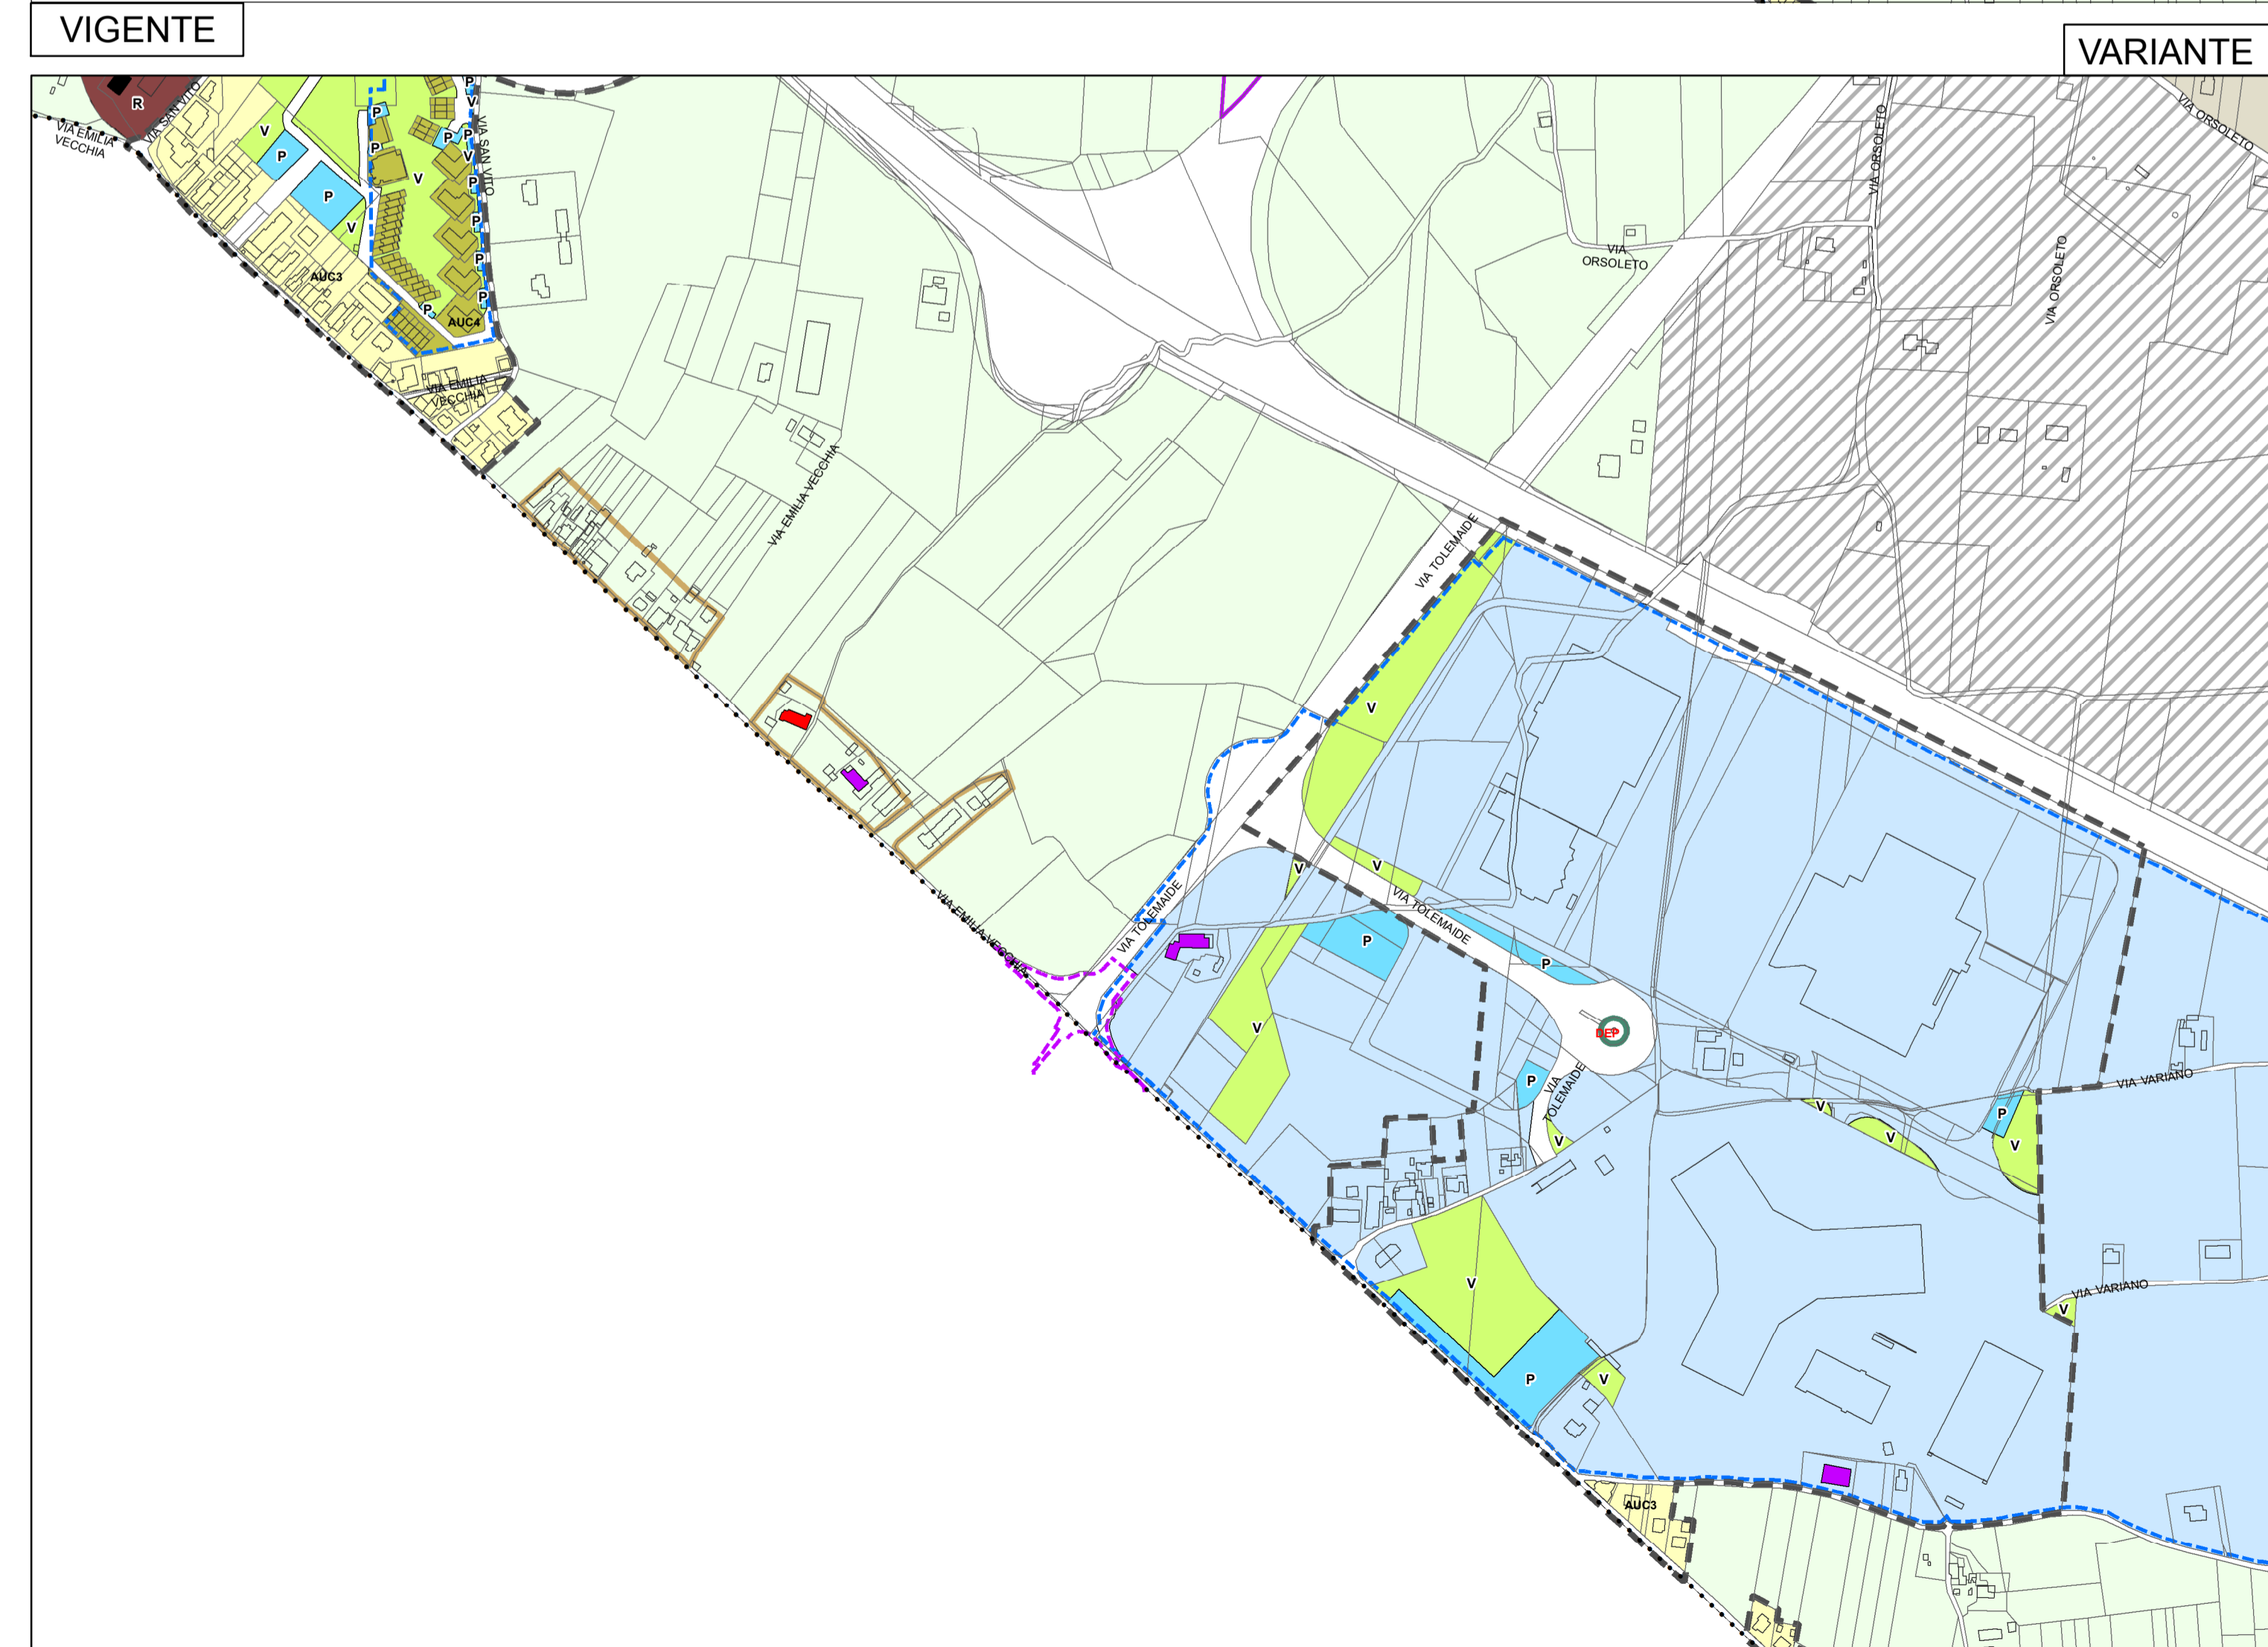 VIGENTE
VARIANTE
R
VIA SAN VITO
VIA EMILIA
VECCHIA
V
P
P
V
P
P
V
P
V
P
P
V
P
P
P
P
P
VIA SAN VITO
AUC3
AUC4
VIA EMILIA
VECCHIA
VIA ORSOLETO
VIA ORSOLETO
VIA
ORSOLETO
VIA ORSOLETO
VIA EMILIA VECCHIA
VIA TOLEMAIDE
V
V
V
VIA TOLEMAIDE
VIA TOLEMAIDE
VIA EMILIA VECCHIA
P
P
V
DEP
P
VIA
TOLEMAIDE
V
VIA VARIANO
V
P
V
V
V
VIA VARIANO
V
P
V
AUC3